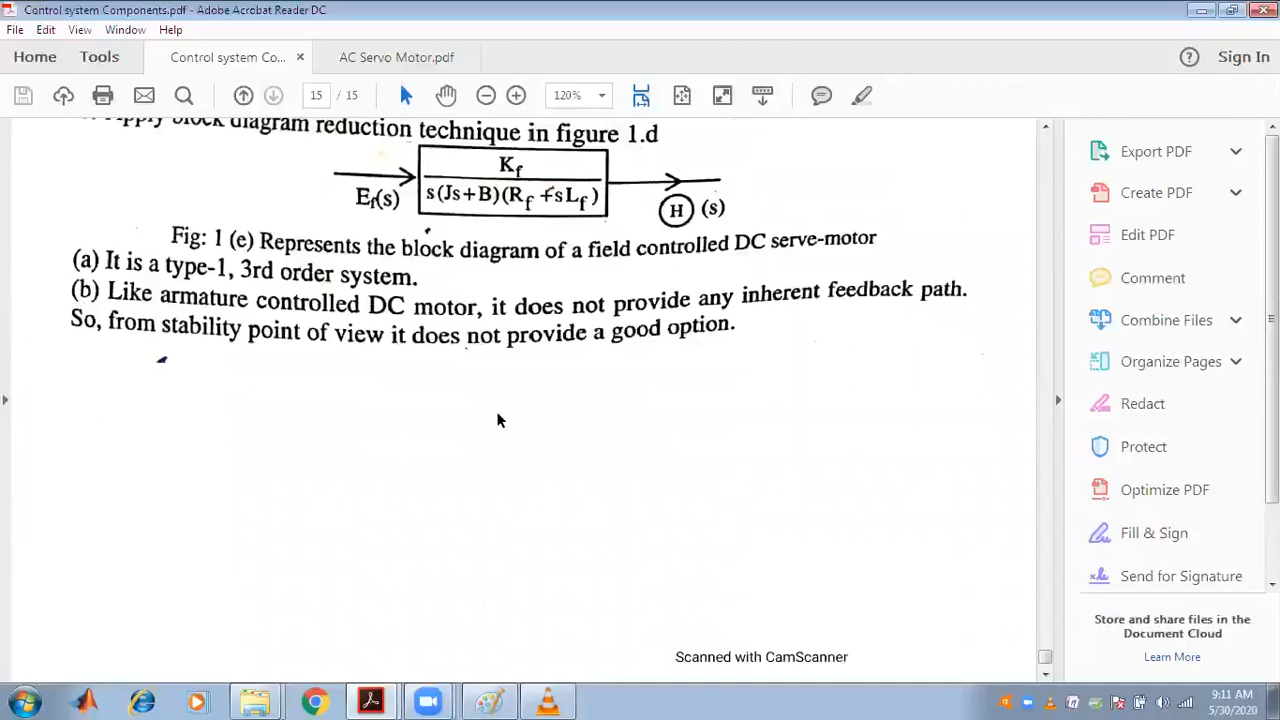 Control system Components.pdf - Adobe Acrobat Reader DC
File Edit View Window Help
Home Tools Control system Co... × AC Servo Motor.pdf Sign In
15 / 15 120%
block diagram reduction technique in figure 1.d
K_f
E_f(s) s(Js+B)(R_f+sL_f) H (s)
Fig: 1 (e) Represents the block diagram of a field controlled DC serve-motor
(a) It is a type-1, 3rd order system.
(b) Like armature controlled DC motor, it does not provide any inherent feedback path.
So, from stability point of view it does not provide a good option.
Scanned with CamScanner
Export PDF
Create PDF
Edit PDF
Comment
Combine Files
Organize Pages
Redact
Protect
Optimize PDF
Fill & Sign
Send for Signature
Store and share files in the
Document Cloud
Learn More
9:11 AM
5/30/2020